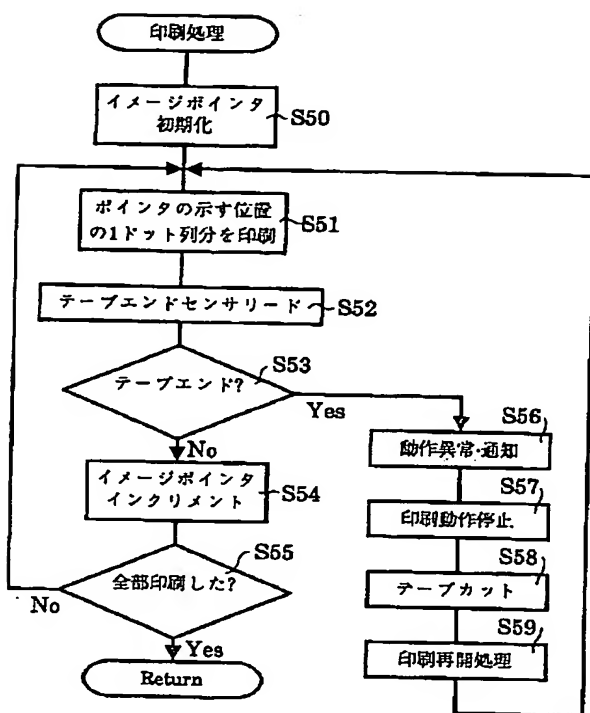 印刷処理
イメージポインタ
初期化
S50
ポインタの示す位置
の1ドット列分を印刷
S51
テープエンドセンサリード
S52
テープエンド?
S53
Yes
No
イメージポインタ
インクリメント
S54
全部印刷した?
S55
No
Yes
Return
S56
動作異常・通知
S57
印刷動作停止
S58
テープカット
S59
印刷再開処理